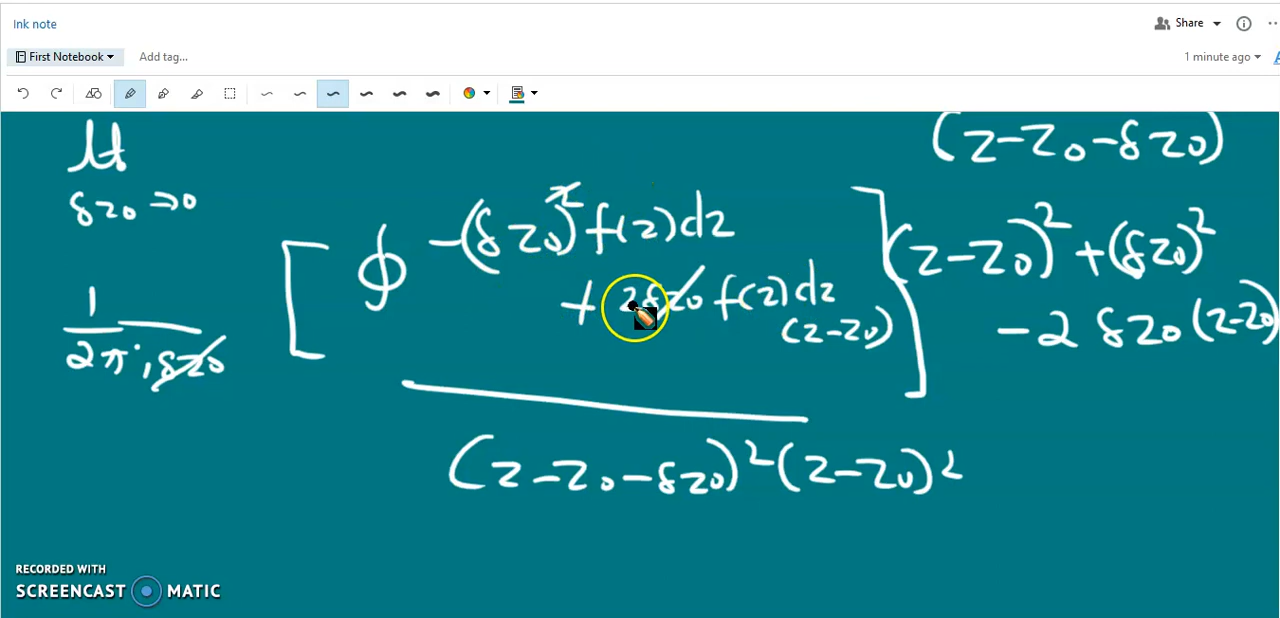 Ink note
Share
First Notebook
Add tag...
1 minute ago
(z-z₀-δz₀)
Lt
δz₀→0
-(δz₀)² f(z)dz
(z-z₀)² + (δz₀)²
[ ∮ ]
+ 2δz₀ f(z)dz
(z-z₀)
- 2 δz₀ (z-z₀)
1
2πi δz₀
(z-z₀-δz₀)² (z-z₀)²
RECORDED WITH
SCREENCAST MATIC